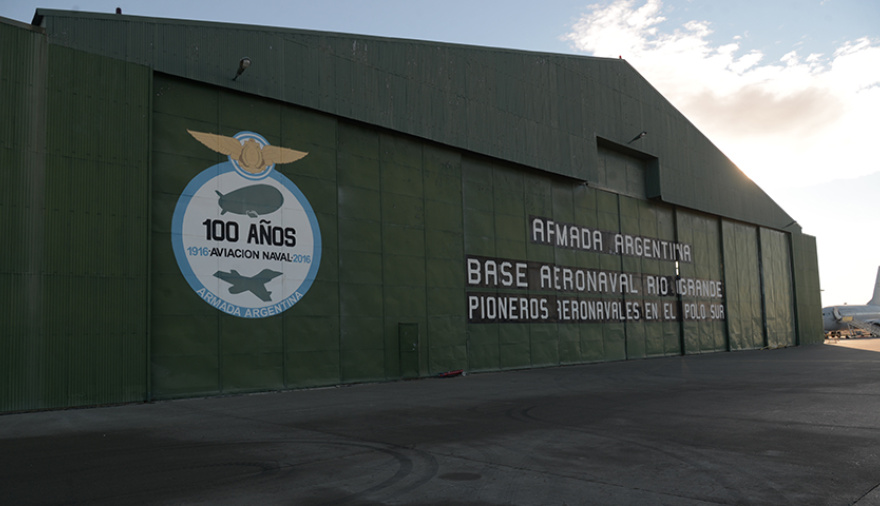 100 AÑOS
1916·AVIACION NAVAL·2016
ARMADA ARGENTINA
ARMADA ARGENTINA
BASE AERONAVAL RIO GRANDE
PIONEROS AERONAVALES EN EL POLO SUR